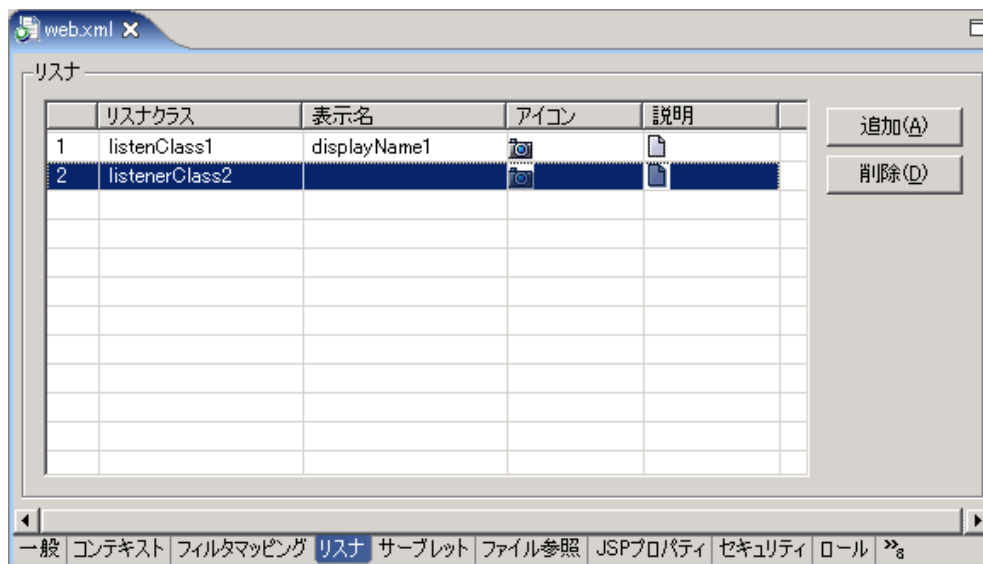 web.xml
リスナ
リスナクラス 表示名 アイコン 説明
1 listenClass1 displayName1
2 listenerClass2
追加(A)
削除(D)
一般 コンテキスト フィルタマッピング リスナ サーブレット ファイル参照 JSPプロパティ セキュリティ ロール »8